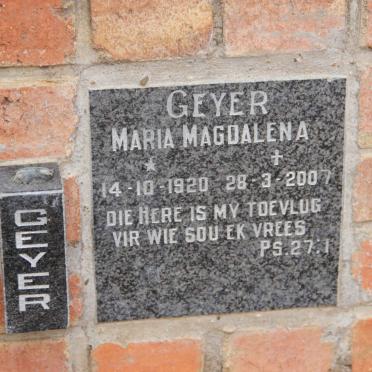 GEYER
MARIA MAGDALENA
* †
14-10-1920 28-3-2007
DIE HERE IS MY TOEVLUG
VIR WIE SOU EK VREES
PS.27:1
GEYER